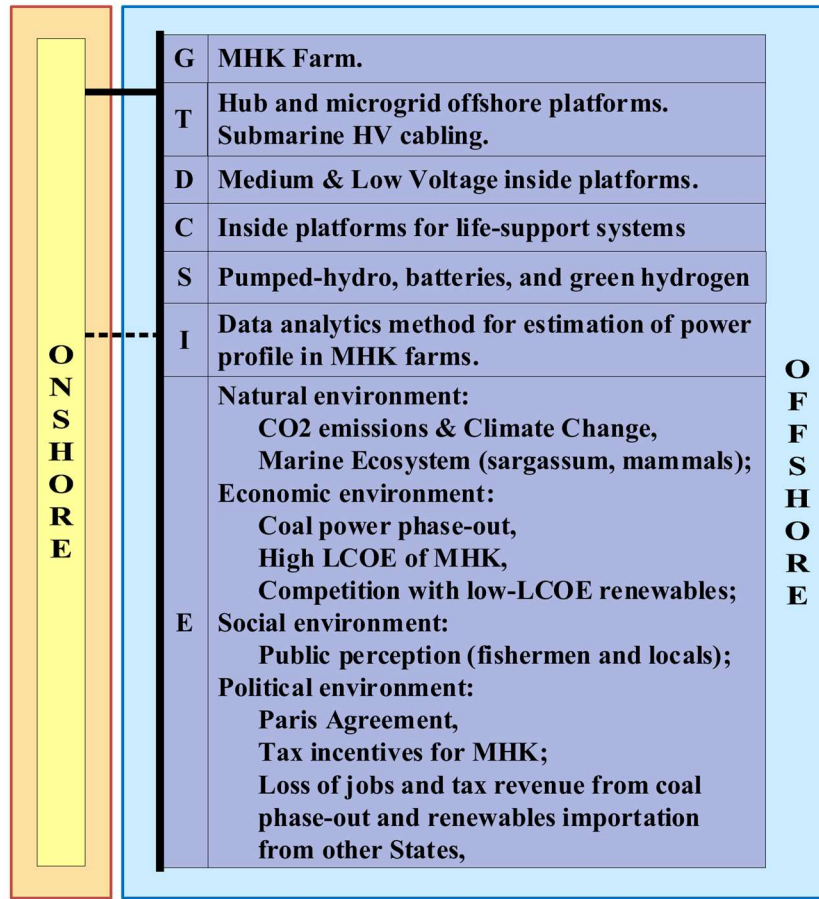 ONSHORE
G
MHK Farm.
T
Hub and microgrid offshore platforms.
Submarine HV cabling.
D
Medium & Low Voltage inside platforms.
C
Inside platforms for life-support systems
S
Pumped-hydro, batteries, and green hydrogen
I
Data analytics method for estimation of power
profile in MHK farms.
E
Natural environment:
CO2 emissions & Climate Change,
Marine Ecosystem (sargassum, mammals);
Economic environment:
Coal power phase-out,
High LCOE of MHK,
Competition with low-LCOE renewables;
Social environment:
Public perception (fishermen and locals);
Political environment:
Paris Agreement,
Tax incentives for MHK;
Loss of jobs and tax revenue from coal
phase-out and renewables importation
from other States,
OFFSHORE